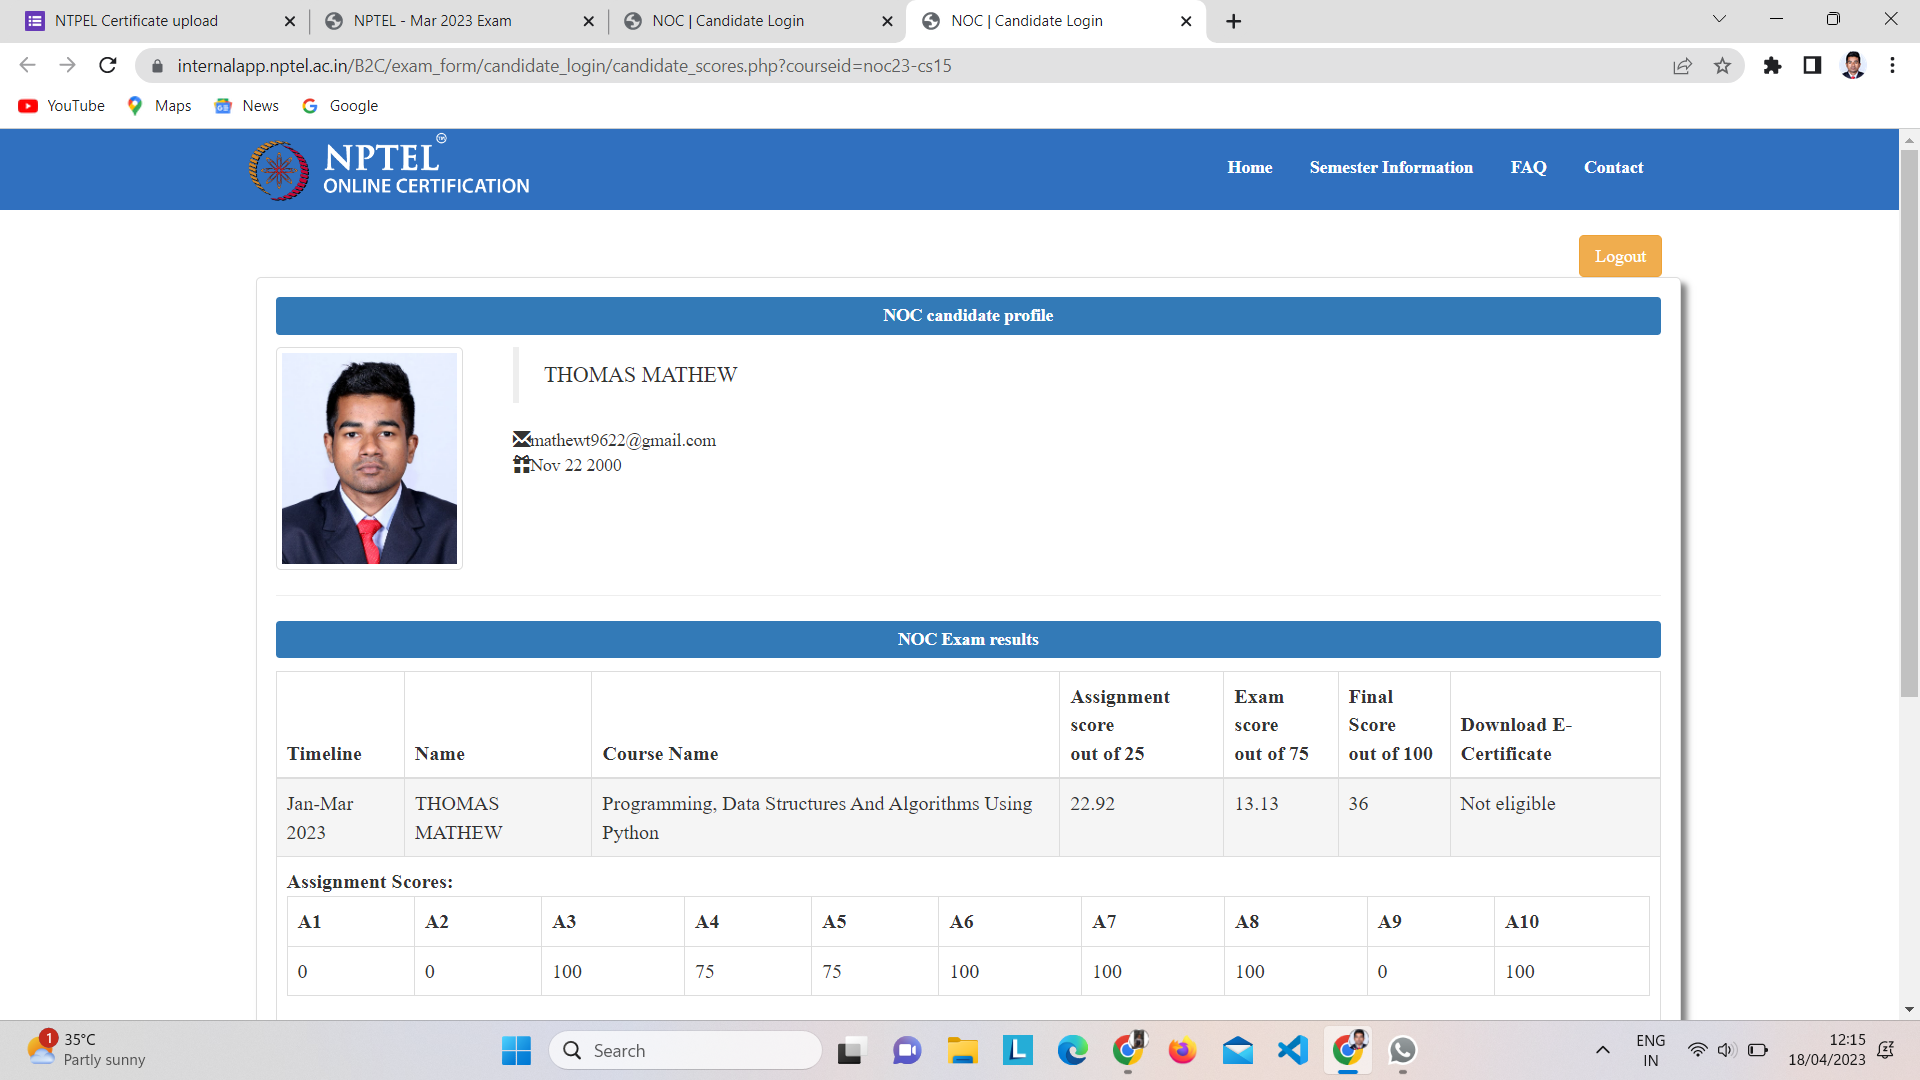 NTPEL Certificate upload
NPTEL - Mar 2023 Exam
NOC | Candidate Login
NOC | Candidate Login
internalapp.nptel.ac.in/B2C/exam_form/candidate_login/candidate_scores.php?courseid=noc23-cs15
YouTube Maps News Google
NPTEL
ONLINE CERTIFICATION
Home Semester Information FAQ Contact
Logout
NOC candidate profile
THOMAS MATHEW
mathewt9622@gmail.com
Nov 22 2000
NOC Exam results
Timeline
Name
Course Name
Assignment
score
out of 25
Exam
score
out of 75
Final
Score
out of 100
Download E-
Certificate
Jan-Mar
2023
THOMAS
MATHEW
Programming, Data Structures And Algorithms Using
Python
22.92
13.13
36
Not eligible
Assignment Scores:
A1 A2 A3 A4 A5 A6 A7 A8 A9 A10
0 0 100 75 75 100 100 100 0 100
1
35°C
Partly sunny
Search
L
ENG
IN
12:15
18/04/2023